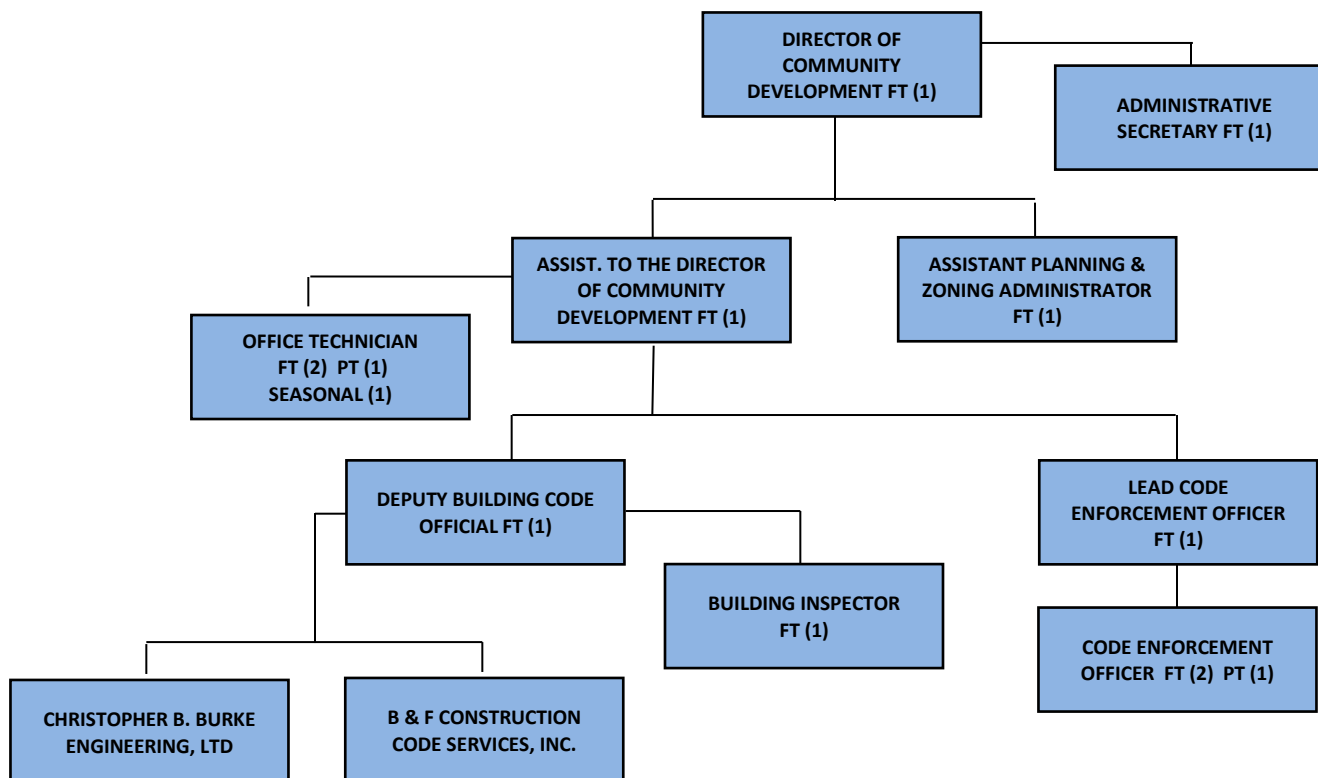 DIRECTOR OF
COMMUNITY
DEVELOPMENT FT (1)
ADMINISTRATIVE
SECRETARY FT (1)
ASSIST. TO THE DIRECTOR
OF COMMUNITY
DEVELOPMENT FT (1)
ASSISTANT PLANNING &
ZONING ADMINISTRATOR
FT (1)
OFFICE TECHNICIAN
FT (2) PT (1)
SEASONAL (1)
DEPUTY BUILDING CODE
OFFICIAL FT (1)
LEAD CODE
ENFORCEMENT OFFICER
FT (1)
BUILDING INSPECTOR
FT (1)
CODE ENFORCEMENT
OFFICER FT (2) PT (1)
CHRISTOPHER B. BURKE
ENGINEERING, LTD
B & F CONSTRUCTION
CODE SERVICES, INC.